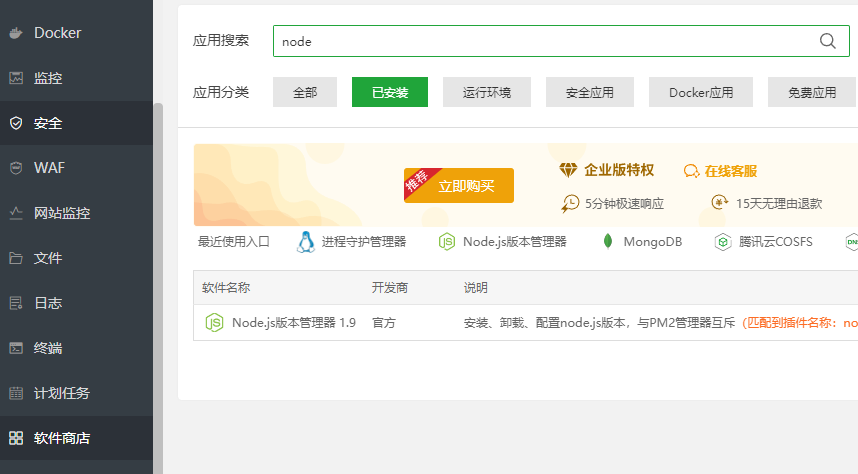 Docker
监控
安全
WAF
网站监控
文件
日志
终端
计划任务
软件商店
应用搜索 node
应用分类 全部 已安装 运行环境 安全应用 Docker应用 免费应用
推荐 立即购买 企业版特权 在线客服
5分钟极速响应 15天无理由退款
最近使用入口 进程守护管理器 Node.js版本管理器 MongoDB 腾讯云COSFS
软件名称 开发商 说明
Node.js版本管理器 1.9 官方 安装、卸载、配置node.js版本，与PM2管理器互斥 (匹配到插件名称：no